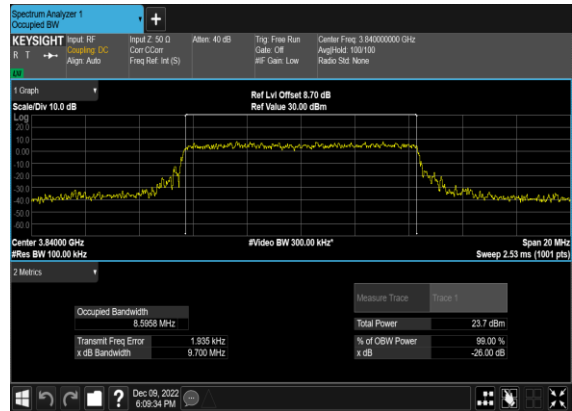 Spectrum Analyzer 1
Occupied BW
+
KEYSIGHT
R T
LXI
Input: RF
Coupling: DC
Align: Auto
Input Z: 50 Ω
Corr CCorr
Freq Ref: Int (S)
Atten: 40 dB
Trig: Free Run
Gate: Off
#IF Gain: Low
Center Freq: 3.840000000 GHz
Avg|Hold: 100/100
Radio Std: None
1 Graph
Scale/Div 10.0 dB
Ref Lvl Offset 8.70 dB
Ref Value 30.00 dBm
Log
20.0
10.0
0.00
-10.0
-20.0
-30.0
-40.0
-50.0
-60.0
Center 3.84000 GHz
#Res BW 100.00 kHz
#Video BW 300.00 kHz*
Span 20 MHz
Sweep 2.53 ms (1001 pts)
2 Metrics
Measure Trace Trace 1
Occupied Bandwidth
8.5958 MHz
Total Power 23.7 dBm
Transmit Freq Error 1.935 kHz
% of OBW Power 99.00 %
x dB Bandwidth 9.700 MHz
x dB -26.00 dB
?
Dec 09, 2022
6:09:34 PM